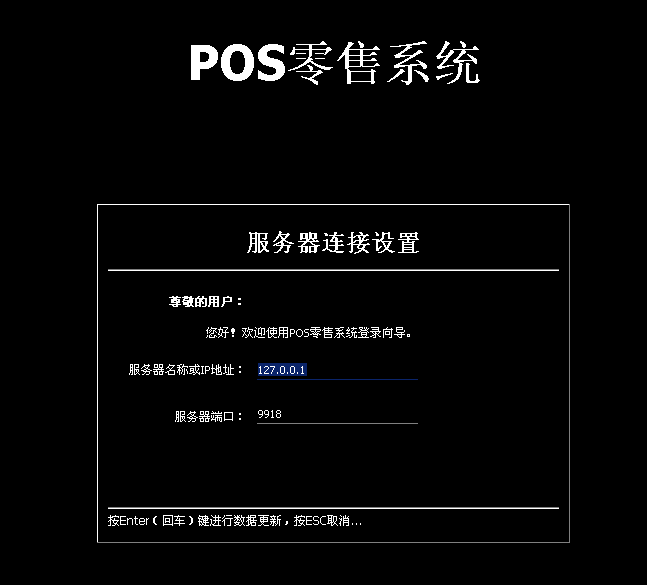 POS零售系统
服务器连接设置
尊敬的用户：
您好！欢迎使用POS零售系统登录向导。
服务器名称或IP地址： 127.0.0.1
服务器端口： 9918
按Enter（回车）键进行数据更新，按ESC取消...